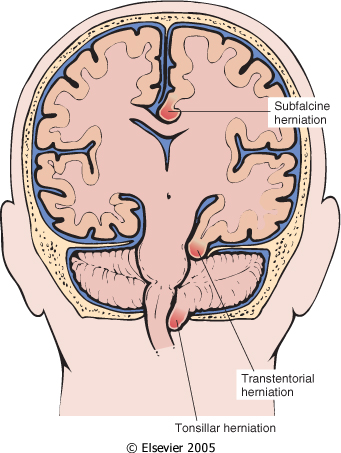 Subfalcine
herniation
Transtentorial
herniation
Tonsillar herniation
© Elsevier 2005